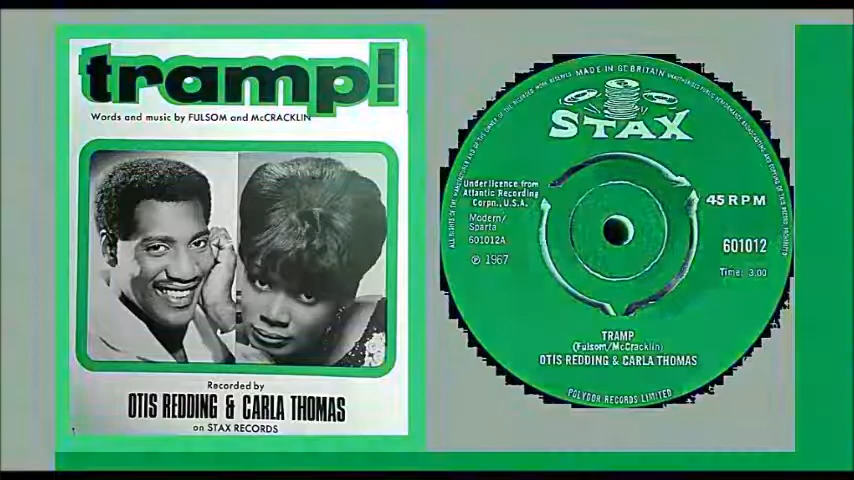 tramp!
Words and music by FULSOM and McCRACKLIN
Recorded by
OTIS REDDING & CARLA THOMAS
on STAX RECORDS
MADE IN GT BRITAIN
STAX
Under licence from
Atlantic Recording
Corpn., U.S.A.
Modern/
Sparta
601012A
℗ 1967
45 RPM
601012
Time: 3.00
TRAMP
(Fulsom/McCracklin)
OTIS REDDING & CARLA THOMAS
POLYDOR RECORDS LIMITED